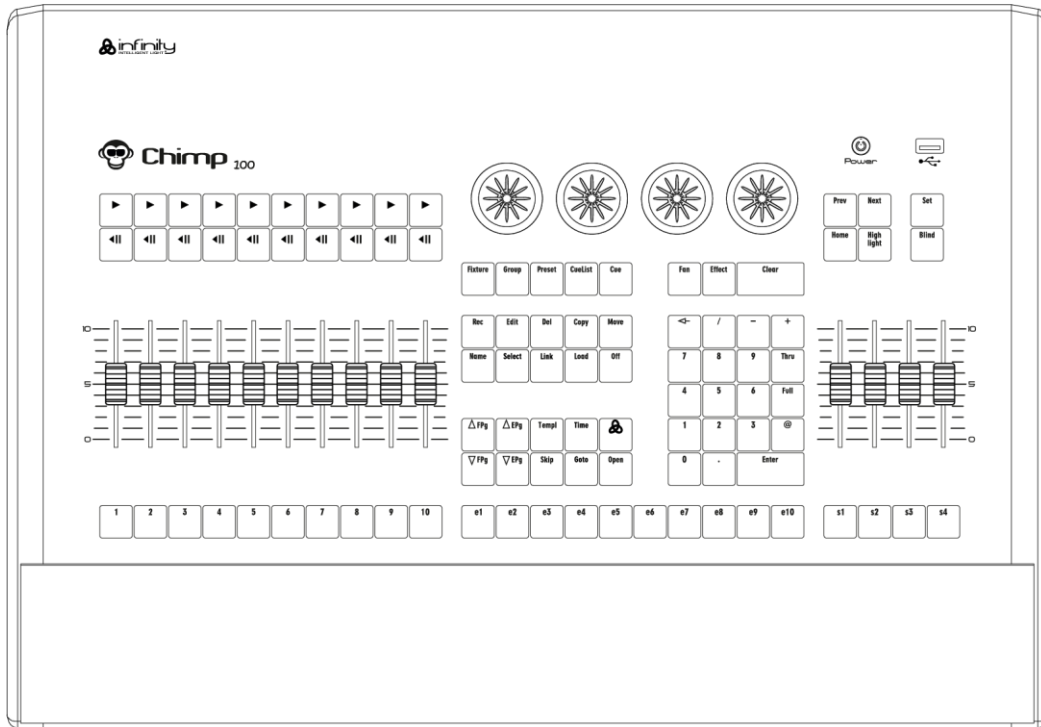 infinity
INTELLIGENT LIGHT
Chimp 100
Power
Prev Next Set
Home High light Blind
Fixture Group Preset CueList Cue Fan Effect Clear
Rec Edit Del Copy Move / - +
10 10
Name Select Link Load Off 7 8 9 Thru
5 4 5 6 Full 5
FPg EPg Templ Time 1 2 3 @
0 0
FPg EPg Skip Goto Open 0 . Enter
1 2 3 4 5 6 7 8 9 10 e1 e2 e3 e4 e5 e6 e7 e8 e9 e10 s1 s2 s3 s4